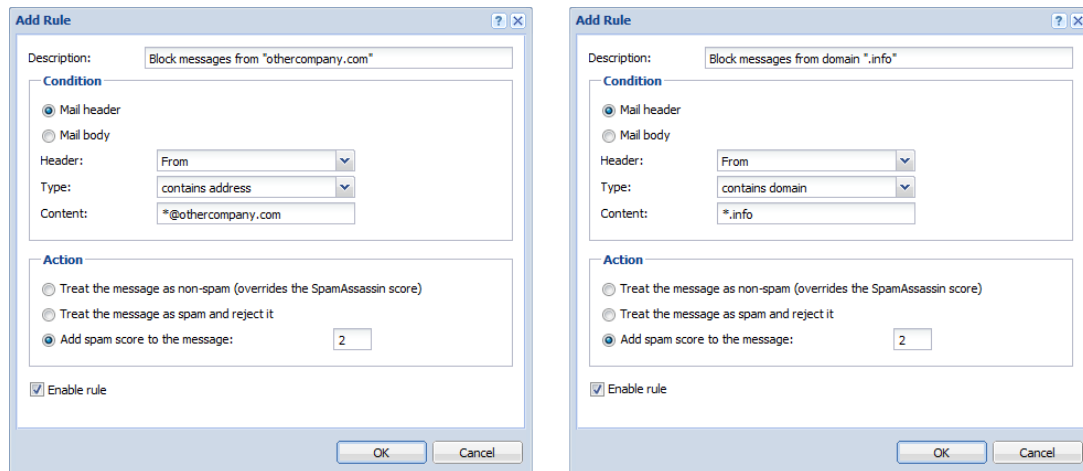 Add Rule
Description: Block messages from "othercompany.com"
Condition
Mail header
Mail body
Header: From
Type: contains address
Content: *@othercompany.com
Action
Treat the message as non-spam (overrides the SpamAssassin score)
Treat the message as spam and reject it
Add spam score to the message: 2
Enable rule
OK Cancel
Add Rule
Description: Block messages from domain ".info"
Condition
Mail header
Mail body
Header: From
Type: contains domain
Content: *.info
Action
Treat the message as non-spam (overrides the SpamAssassin score)
Treat the message as spam and reject it
Add spam score to the message: 2
Enable rule
OK Cancel